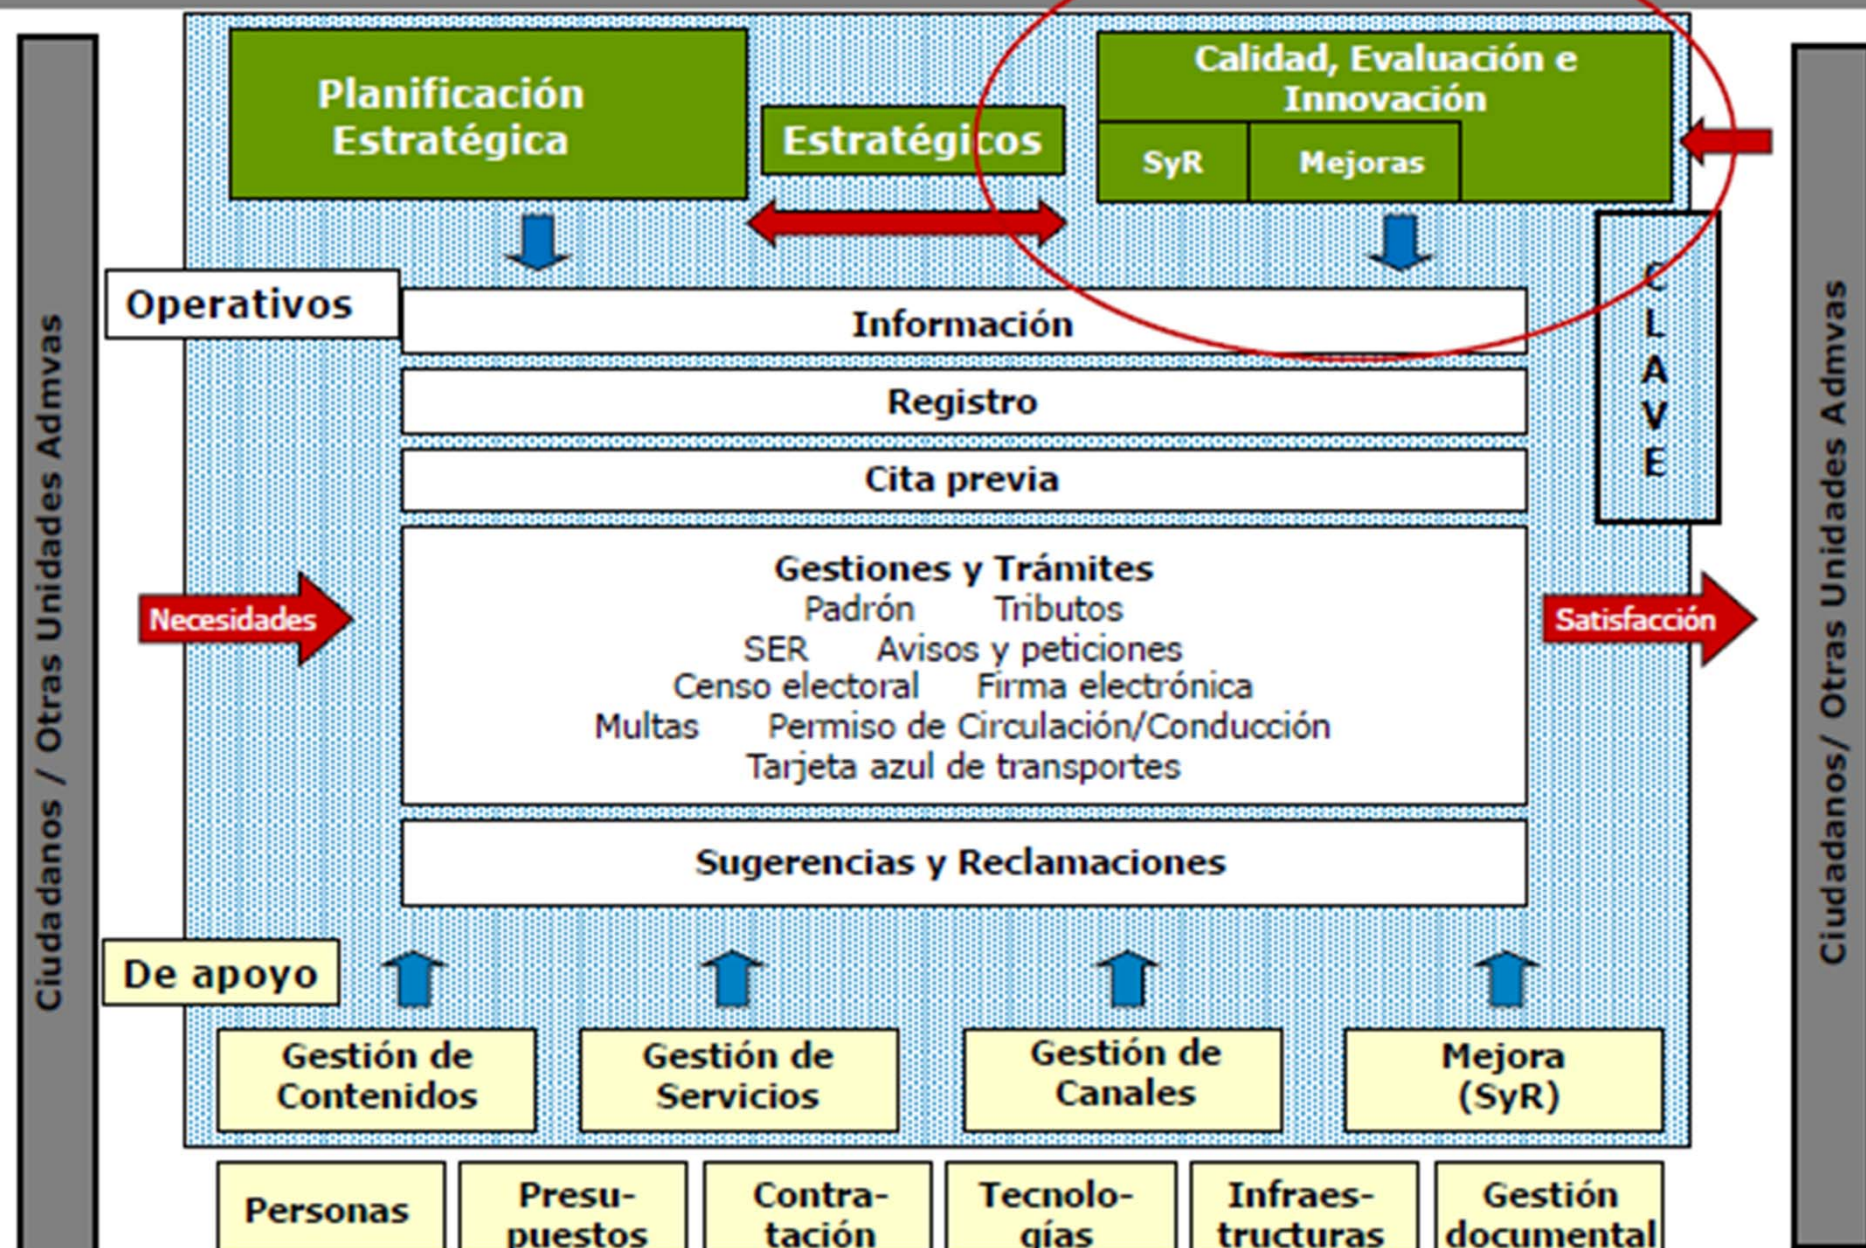 Planificación
Estratégica
Estratégicos
Calidad, Evaluación e
Innovación
SyR
Mejoras
Operativos
Información
Registro
Cita previa
C
L
A
V
E
Gestiones y Trámites
Padrón Tributos
SER Avisos y peticiones
Censo electoral Firma electrónica
Multas Permiso de Circulación/Conducción
Tarjeta azul de transportes
Necesidades
Satisfacción
Sugerencias y Reclamaciones
De apoyo
Gestión de
Contenidos
Gestión de
Servicios
Gestión de
Canales
Mejora
(SyR)
Personas
Presu-
puestos
Contra-
tación
Tecnolo-
gías
Infraes-
tructuras
Gestión
documental
Ciudadanos / Otras Unidades Admvas
Ciudadanos/ Otras Unidades Admvas